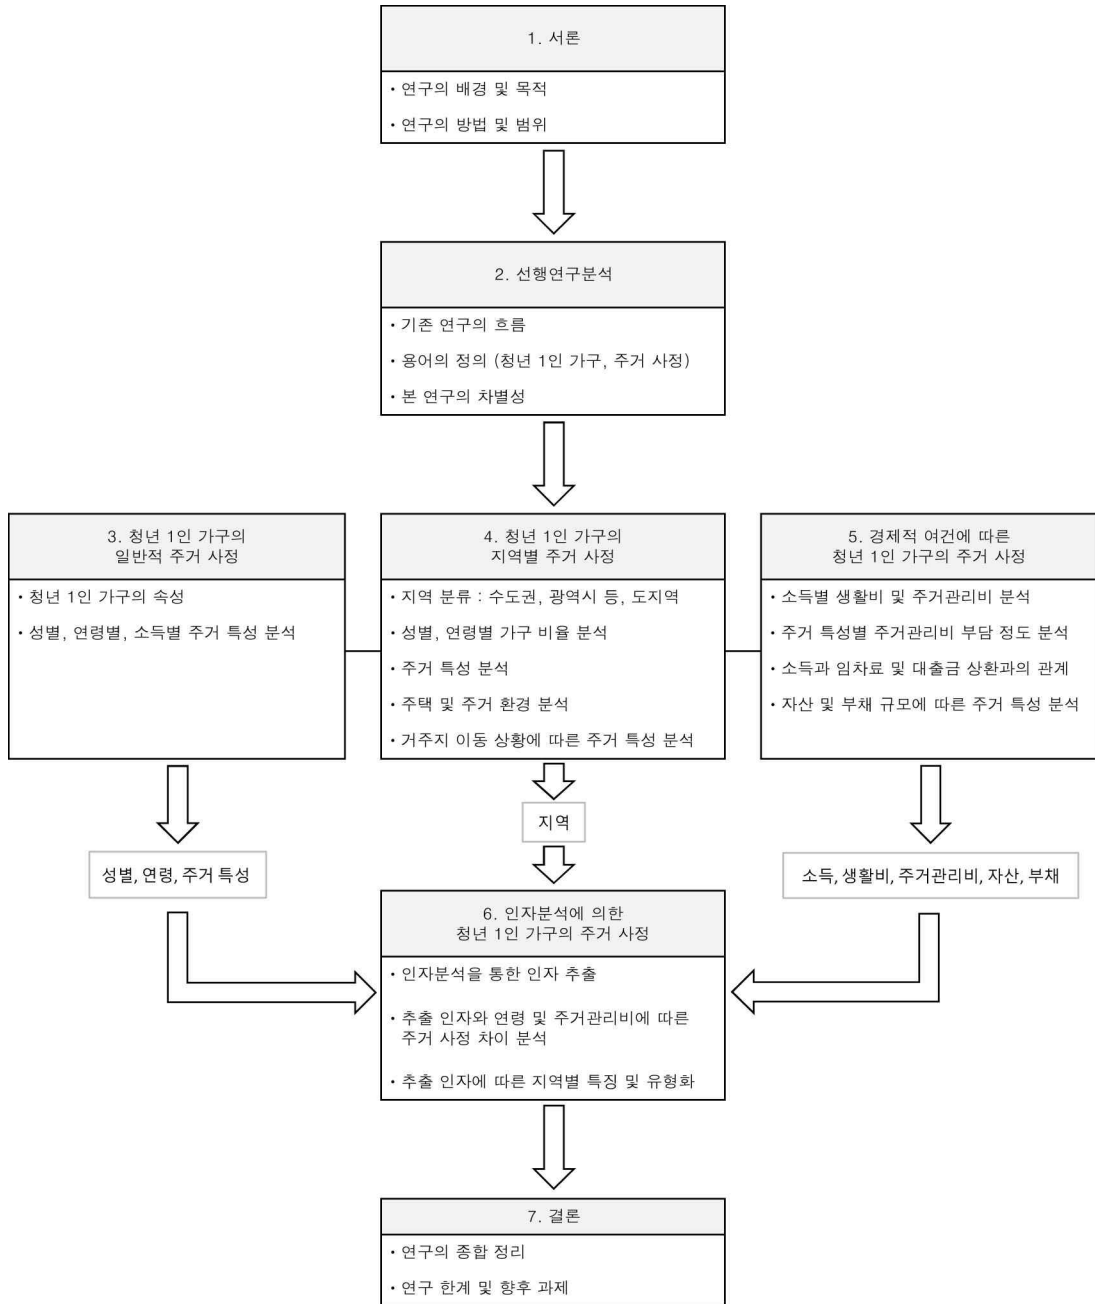 1. 서론
• 연구의 배경 및 목적
• 연구의 방법 및 범위
2. 선행연구분석
• 기존 연구의 흐름
• 용어의 정의 (청년 1인 가구, 주거 사정)
• 본 연구의 차별성
3. 청년 1인 가구의
일반적 주거 사정
• 청년 1인 가구의 속성
• 성별, 연령별, 소득별 주거 특성 분석
4. 청년 1인 가구의
지역별 주거 사정
• 지역 분류 : 수도권, 광역시 등, 도지역
• 성별, 연령별 가구 비율 분석
• 주거 특성 분석
• 주택 및 주거 환경 분석
• 거주지 이동 상황에 따른 주거 특성 분석
5. 경제적 여건에 따른
청년 1인 가구의 주거 사정
• 소득별 생활비 및 주거관리비 분석
• 주거 특성별 주거관리비 부담 정도 분석
• 소득과 임차료 및 대출금 상환과의 관계
• 자산 및 부채 규모에 따른 주거 특성 분석
성별, 연령, 주거 특성
지역
소득, 생활비, 주거관리비, 자산, 부채
6. 인자분석에 의한
청년 1인 가구의 주거 사정
• 인자분석을 통한 인자 추출
• 추출 인자와 연령 및 주거관리비에 따른
주거 사정 차이 분석
• 추출 인자에 따른 지역별 특징 및 유형화
7. 결론
• 연구의 종합 정리
• 연구 한계 및 향후 과제